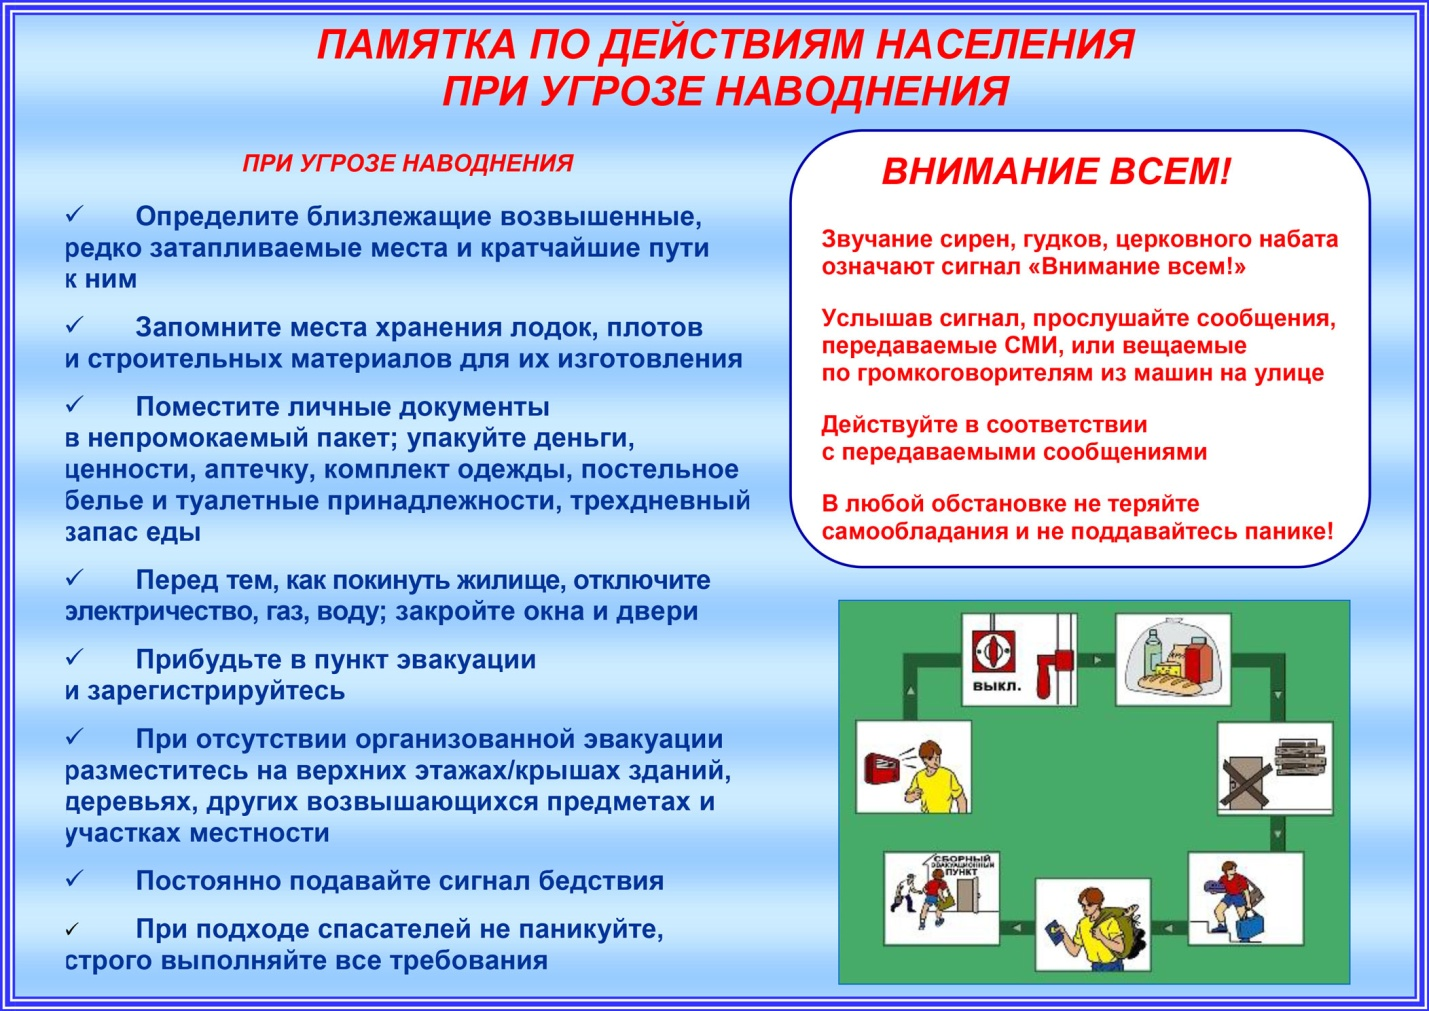 ПАМЯТКА ПО ДЕЙСТВИЯМ НАСЕЛЕНИЯ
ПРИ УГРОЗЕ НАВОДНЕНИЯ
ПРИ УГРОЗЕ НАВОДНЕНИЯ
✓ Определите близлежащие возвышенные,
редко затапливаемые места и кратчайшие пути
к ним
✓ Запомните места хранения лодок, плотов
и строительных материалов для их изготовления
✓ Поместите личные документы
в непромокаемый пакет; упакуйте деньги,
ценности, аптечку, комплект одежды, постельное
белье и туалетные принадлежности, трехдневный
запас еды
✓ Перед тем, как покинуть жилище, отключите
электричество, газ, воду; закройте окна и двери
✓ Прибудьте в пункт эвакуации
и зарегистрируйтесь
✓ При отсутствии организованной эвакуации
разместитесь на верхних этажах/крышах зданий,
деревьях, других возвышающихся предметах и
участках местности
✓ Постоянно подавайте сигнал бедствия
✓ При подходе спасателей не паникуйте,
строго выполняйте все требования
ВНИМАНИЕ ВСЕМ!
Звучание сирен, гудков, церковного набата
означают сигнал «Внимание всем!»
Услышав сигнал, прослушайте сообщения,
передаваемые СМИ, или вещаемые
по громкоговорителям из машин на улице
Действуйте в соответствии
с передаваемыми сообщениями
В любой обстановке не теряйте
самообладания и не поддавайтесь панике!
ВЫКЛ.
СБОРНЫЙ
ЭВАКУАЦИОННЫЙ
ПУНКТ